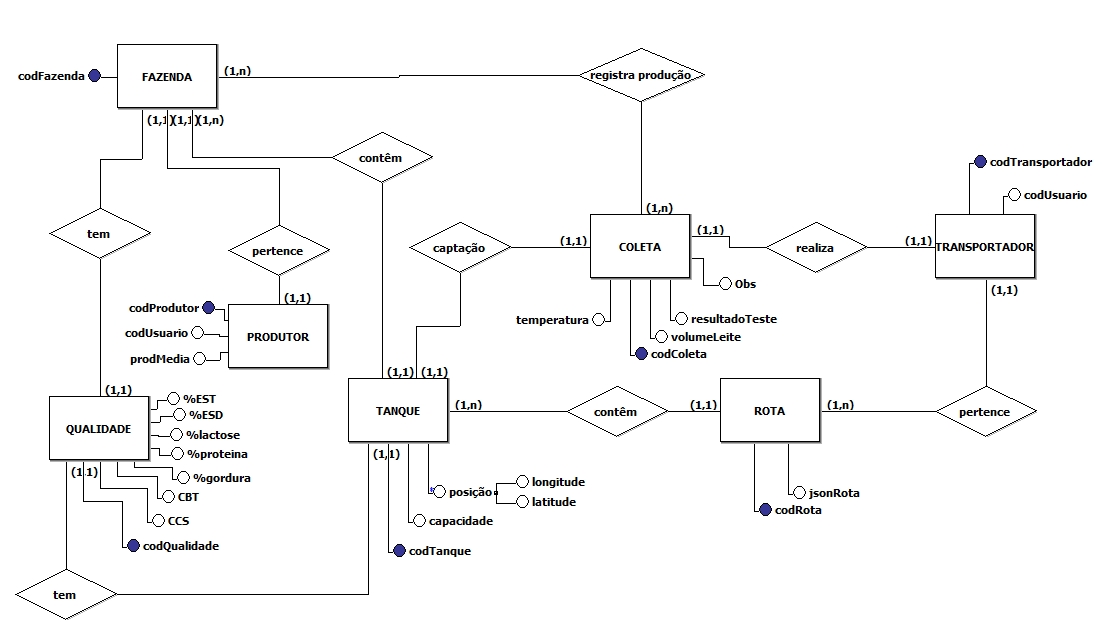 codFazenda
FAZENDA
(1,n)
registra produção
(1,1)
(1,1)
(1,n)
contêm
codTransportador
codUsuario
tem
pertence
captação
(1,n)
(1,1)
COLETA
(1,1)
realiza
(1,1)
TRANSPORTADOR
Obs
(1,1)
(1,1)
codProdutor
codUsuario
prodMedia
PRODUTOR
temperatura
resultadoTeste
volumeLeite
codColeta
(1,1)
(1,1)
(1,1)
QUALIDADE
%EST
%ESD
%lactose
%proteina
%gordura
CBT
CCS
codQualidade
(1,1)
TANQUE
(1,n)
contêm
(1,1)
ROTA
(1,n)
pertence
(1,1)
posição
longitude
latitude
capacidade
codTanque
jsonRota
codRota
tem